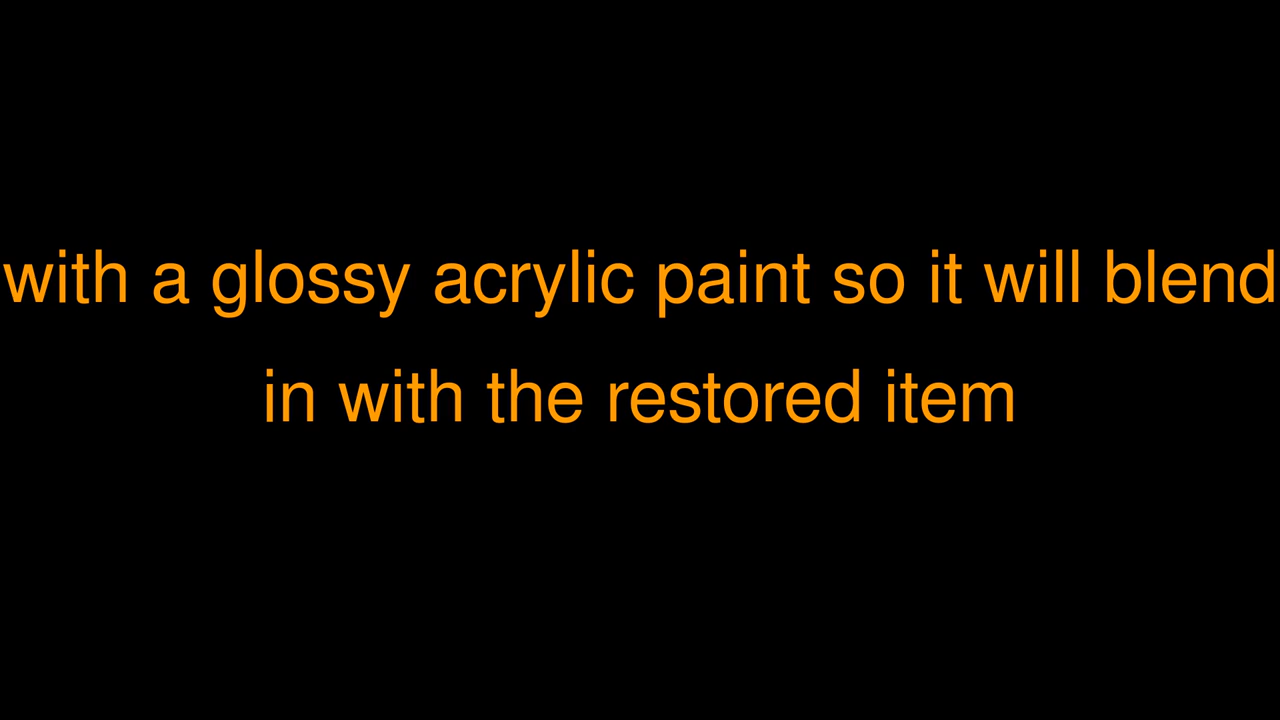 with a glossy acrylic paint so it will blend
in with the restored item